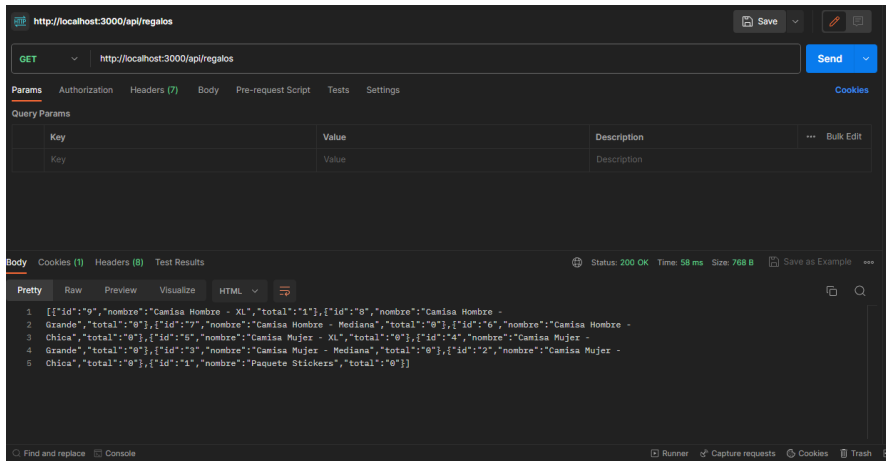 HTTP http://localhost:3000/api/regalos Save
GET http://localhost:3000/api/regalos Send
Params Authorization Headers (7) Body Pre-request Script Tests Settings Cookies
Query Params
Key Value Description ••• Bulk Edit
Key Value Description
Body Cookies (1) Headers (8) Test Results Status: 200 OK Time: 58 ms Size: 768 B Save as Example
Pretty Raw Preview Visualize HTML
1 [{"id":"9","nombre":"Camisa Hombre - XL","total":"1"},{"id":"8","nombre":"Camisa Hombre -
2 Grande","total":"0"},{"id":"7","nombre":"Camisa Hombre - Mediana","total":"0"},{"id":"6","nombre":"Camisa Hombre -
3 Chica","total":"0"},{"id":"5","nombre":"Camisa Mujer - XL","total":"0"},{"id":"4","nombre":"Camisa Mujer -
4 Grande","total":"0"},{"id":"3","nombre":"Camisa Mujer - Mediana","total":"0"},{"id":"2","nombre":"Camisa Mujer -
5 Chica","total":"0"},{"id":"1","nombre":"Paquete Stickers","total":"0"}]
Find and replace Console Runner Capture requests Cookies Trash